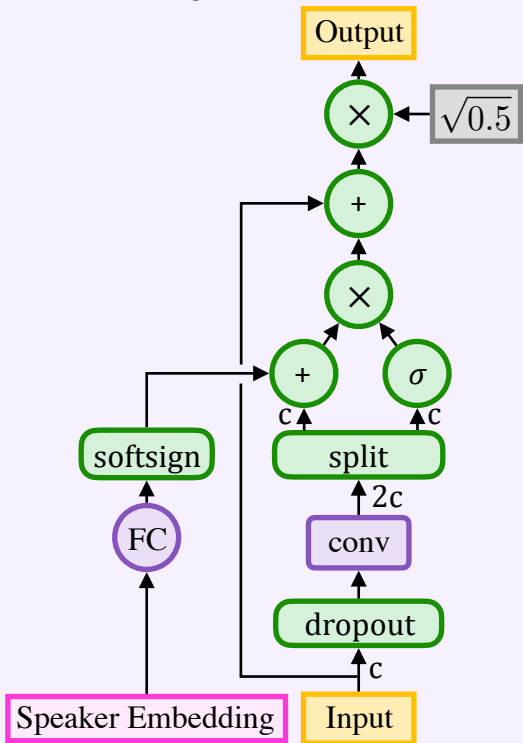 Output
×
√0.5
+
×
+
σ
c
c
softsign
split
2c
FC
conv
dropout
c
Speaker Embedding
Input